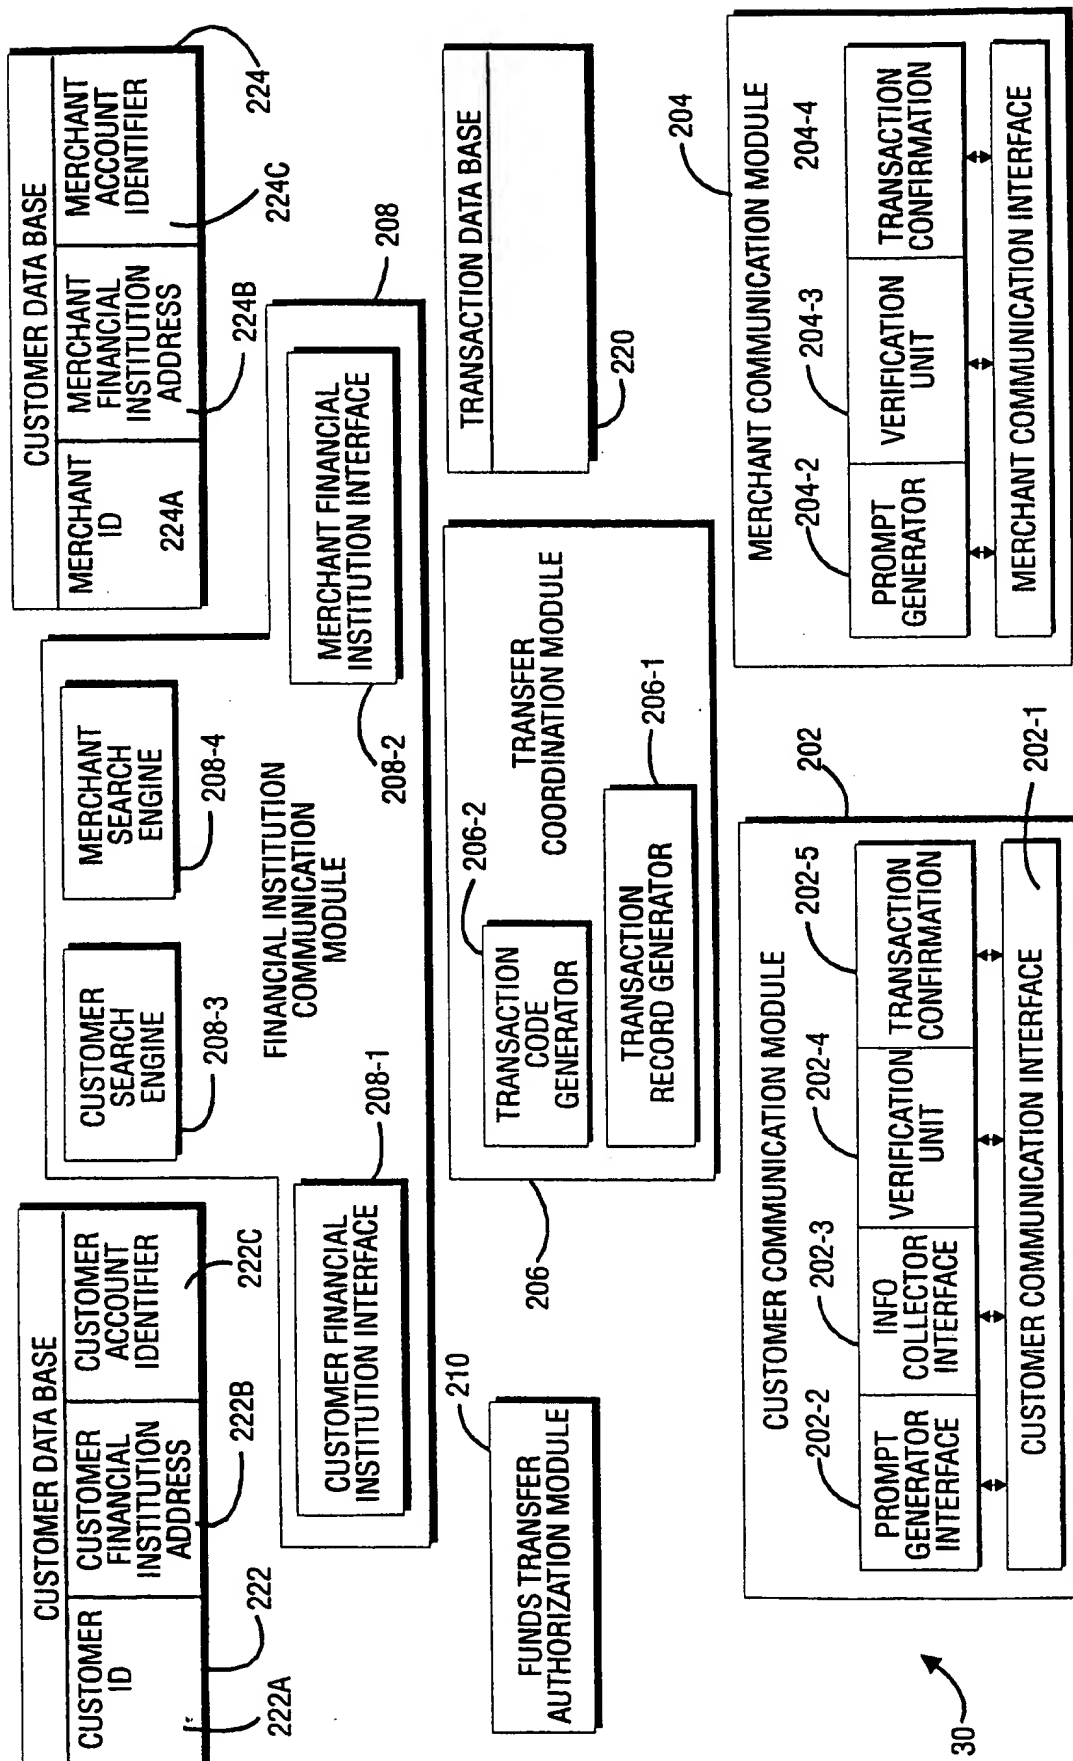 CUSTOMER DATA BASE
CUSTOMER
ID
222A
CUSTOMER
FINANCIAL
INSTITUTION
ADDRESS
222B
CUSTOMER
ACCOUNT
IDENTIFIER
222C
222
CUSTOMER DATA BASE
MERCHANT
ID
224A
MERCHANT
FINANCIAL
INSTITUTION
ADDRESS
224B
MERCHANT
ACCOUNT
IDENTIFIER
224C
224
CUSTOMER
SEARCH
ENGINE
208-3
MERCHANT
SEARCH
ENGINE
208-4
FINANCIAL INSTITUTION
COMMUNICATION
MODULE
208
CUSTOMER FINANCIAL
INSTITUTION INTERFACE
208-1
MERCHANT FINANCIAL
INSTITUTION INTERFACE
208-2
210
FUNDS TRANSFER
AUTHORIZATION MODULE
206
TRANSACTION
CODE
GENERATOR
206-2
TRANSFER
COORDINATION MODULE
TRANSACTION
RECORD GENERATOR
206-1
TRANSACTION DATA BASE
220
CUSTOMER COMMUNICATION MODULE
202
202-2
202-3
202-4
202-5
PROMPT
GENERATOR
INTERFACE
INFO
COLLECTOR
INTERFACE
VERIFICATION
UNIT
TRANSACTION
CONFIRMATION
CUSTOMER COMMUNICATION INTERFACE
202-1
MERCHANT COMMUNICATION MODULE
204
204-2
204-3
204-4
PROMPT
GENERATOR
VERIFICATION
UNIT
TRANSACTION
CONFIRMATION
MERCHANT COMMUNICATION INTERFACE
30